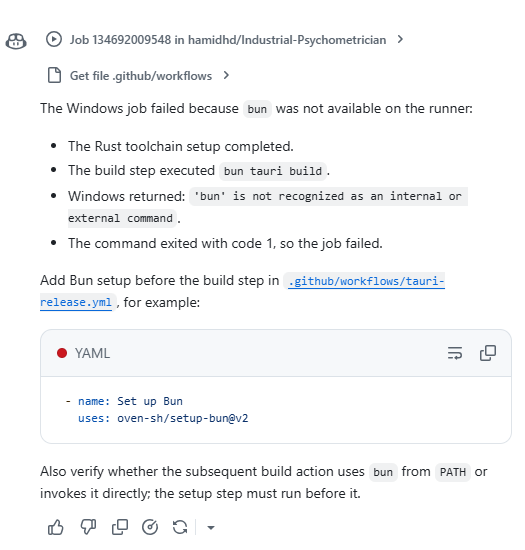 Job 134692009548 in hamidhd/Industrial-Psychometrician
Get file .github/workflows
The Windows job failed because bun was not available on the runner:
• The Rust toolchain setup completed.
• The build step executed bun tauri build .
• Windows returned: 'bun' is not recognized as an internal or
external command .
• The command exited with code 1, so the job failed.
Add Bun setup before the build step in .github/workflows/tauri-
release.yml , for example:
YAML
- name: Set up Bun
uses: oven-sh/setup-bun@v2
Also verify whether the subsequent build action uses bun from PATH or
invokes it directly; the setup step must run before it.